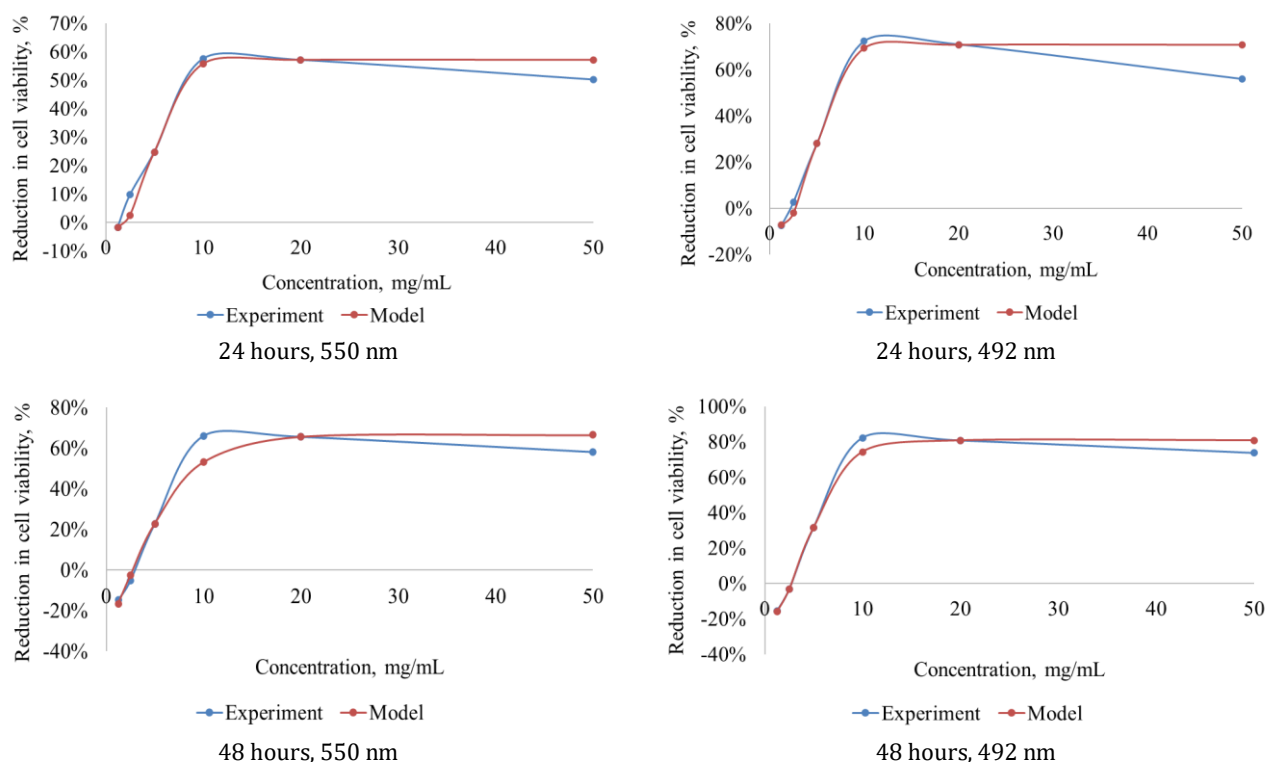 Reduction in cell viability, %
70%
60%
50%
40%
30%
20%
10%
0%
-10%
0 10 20 30 40 50
Concentration, mg/mL
Experiment Model
24 hours, 550 nm
Reduction in cell viability, %
80%
60%
40%
20%
0%
-20%
0 10 20 30 40 50
Concentration, mg/mL
Experiment Model
24 hours, 492 nm
Reduction in cell viability, %
80%
60%
40%
20%
0%
-20%
-40%
0 10 20 30 40 50
Concentration, mg/mL
Experiment Model
48 hours, 550 nm
Reduction in cell viability, %
100%
80%
60%
40%
20%
0%
-20%
-40%
0 10 20 30 40 50
Concentration, mg/mL
Experiment Model
48 hours, 492 nm